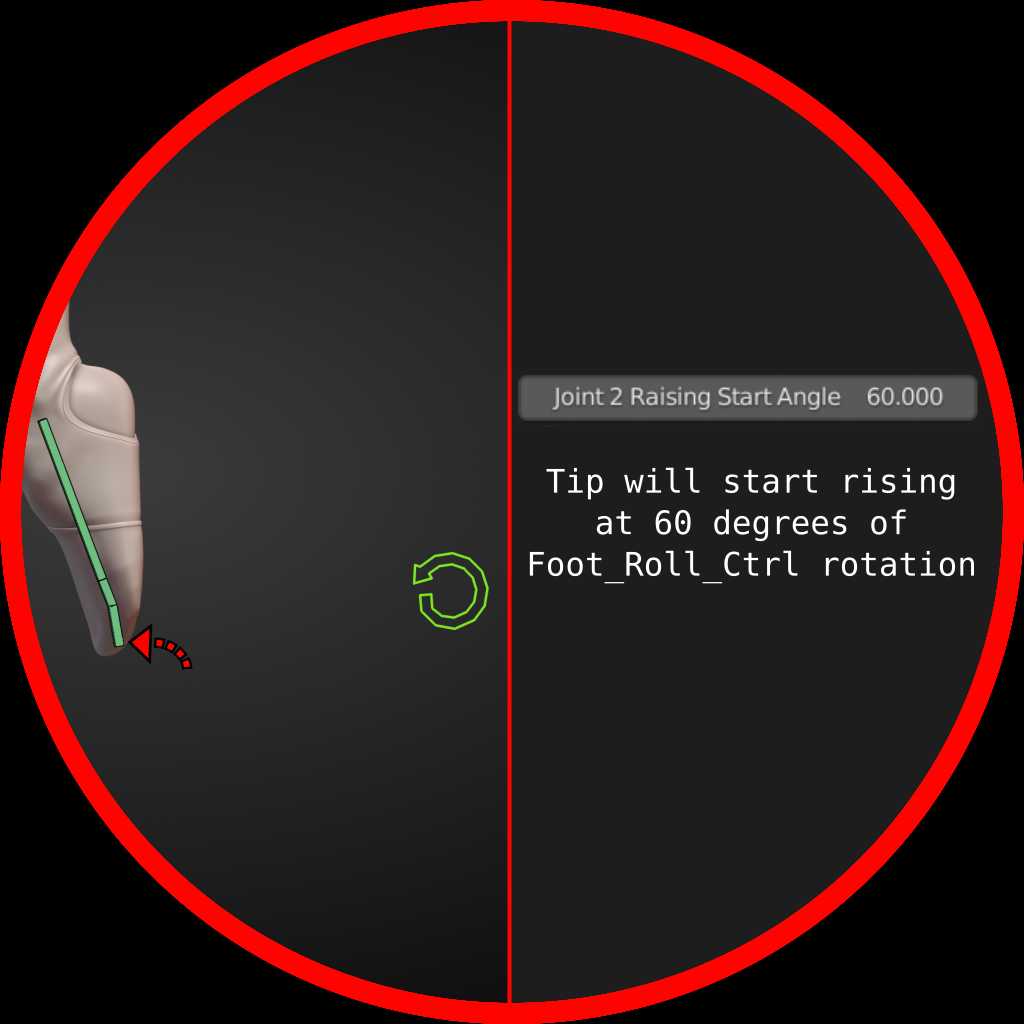 Joint 2 Raising Start Angle 60.000
Tip will start rising
at 60 degrees of
Foot_Roll_Ctrl rotation